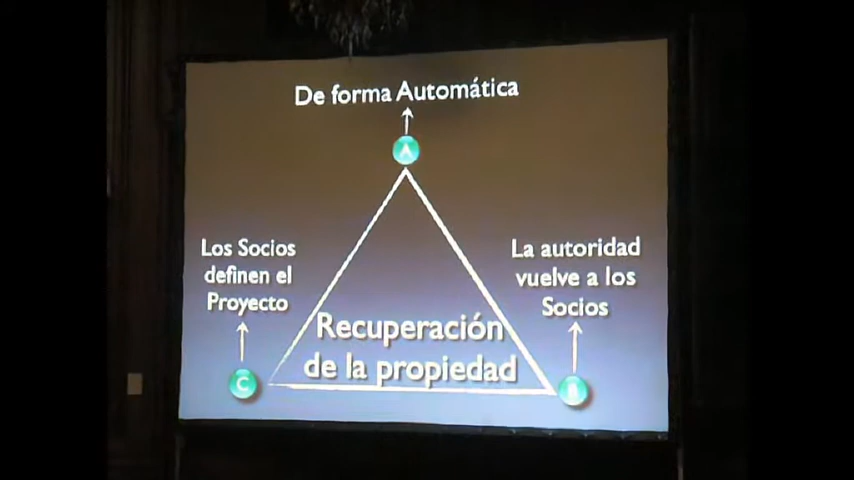 De forma Automática
A
Los Socios
definen el
Proyecto
La autoridad
vuelve a los
Socios
Recuperación
de la propiedad
C
B